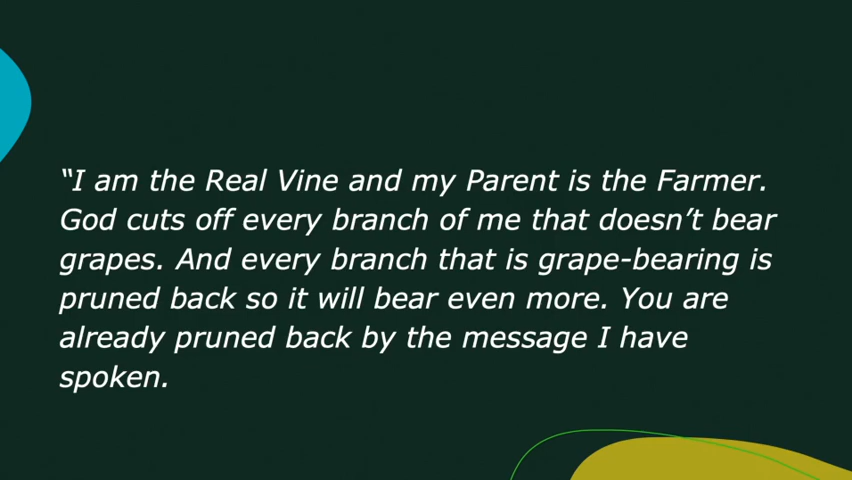 “I am the Real Vine and my Parent is the Farmer.
God cuts off every branch of me that doesn’t bear
grapes. And every branch that is grape-bearing is
pruned back so it will bear even more. You are
already pruned back by the message I have
spoken.